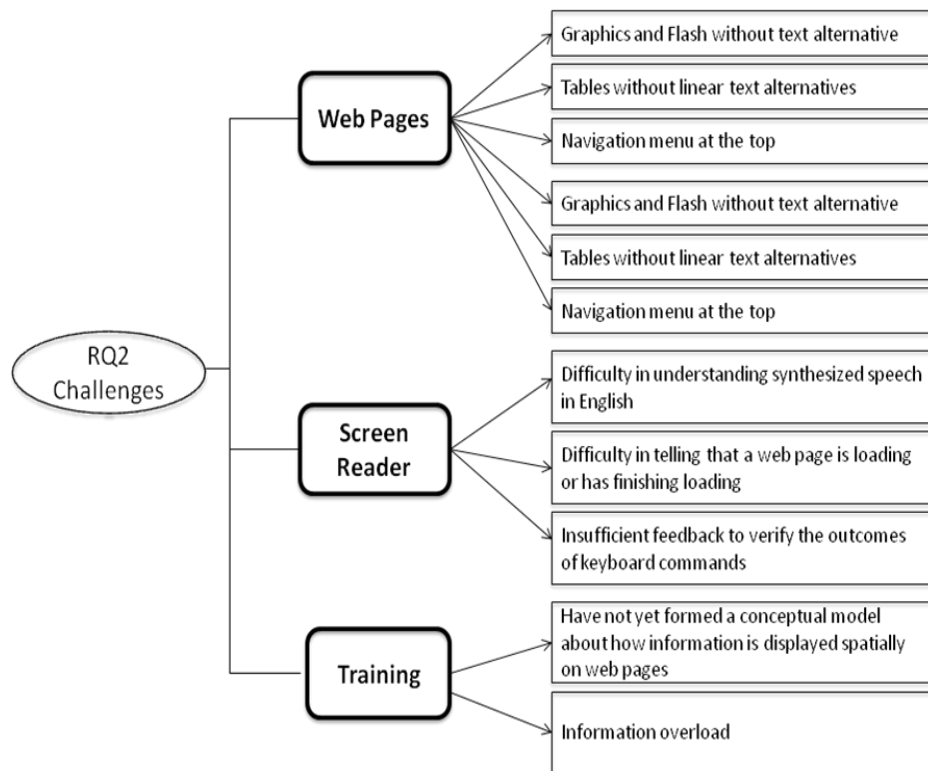 RQ2
Challenges
Web Pages
Graphics and Flash without text alternative
Tables without linear text alternatives
Navigation menu at the top
Graphics and Flash without text alternative
Tables without linear text alternatives
Navigation menu at the top
Screen
Reader
Difficulty in understanding synthesized speech
in English
Difficulty in telling that a web page is loading
or has finishing loading
Insufficient feedback to verify the outcomes
of keyboard commands
Training
Have not yet formed a conceptual model
about how information is displayed spatially
on web pages
Information overload